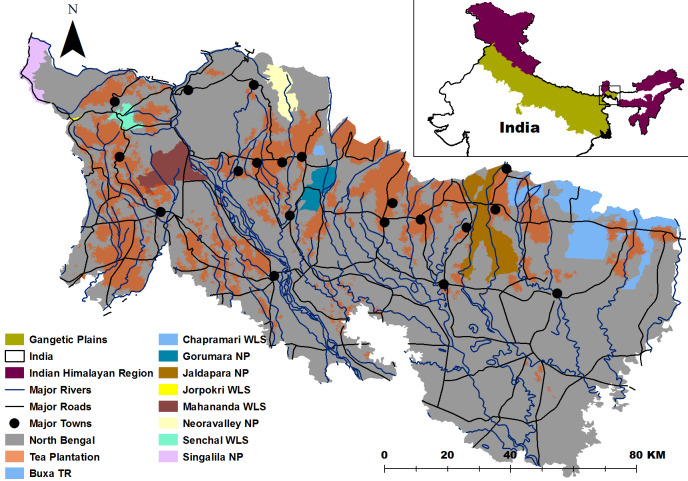 N
India
Gangetic Plains
India
Indian Himalayan Region
Major Rivers
Major Roads
Major Towns
North Bengal
Tea Plantation
Buxa TR
Chapramari WLS
Gorumara NP
Jaldapara NP
Jorpokri WLS
Mahananda WLS
Neoravalley NP
Senchal WLS
Singalila NP
0 20 40 80 KM